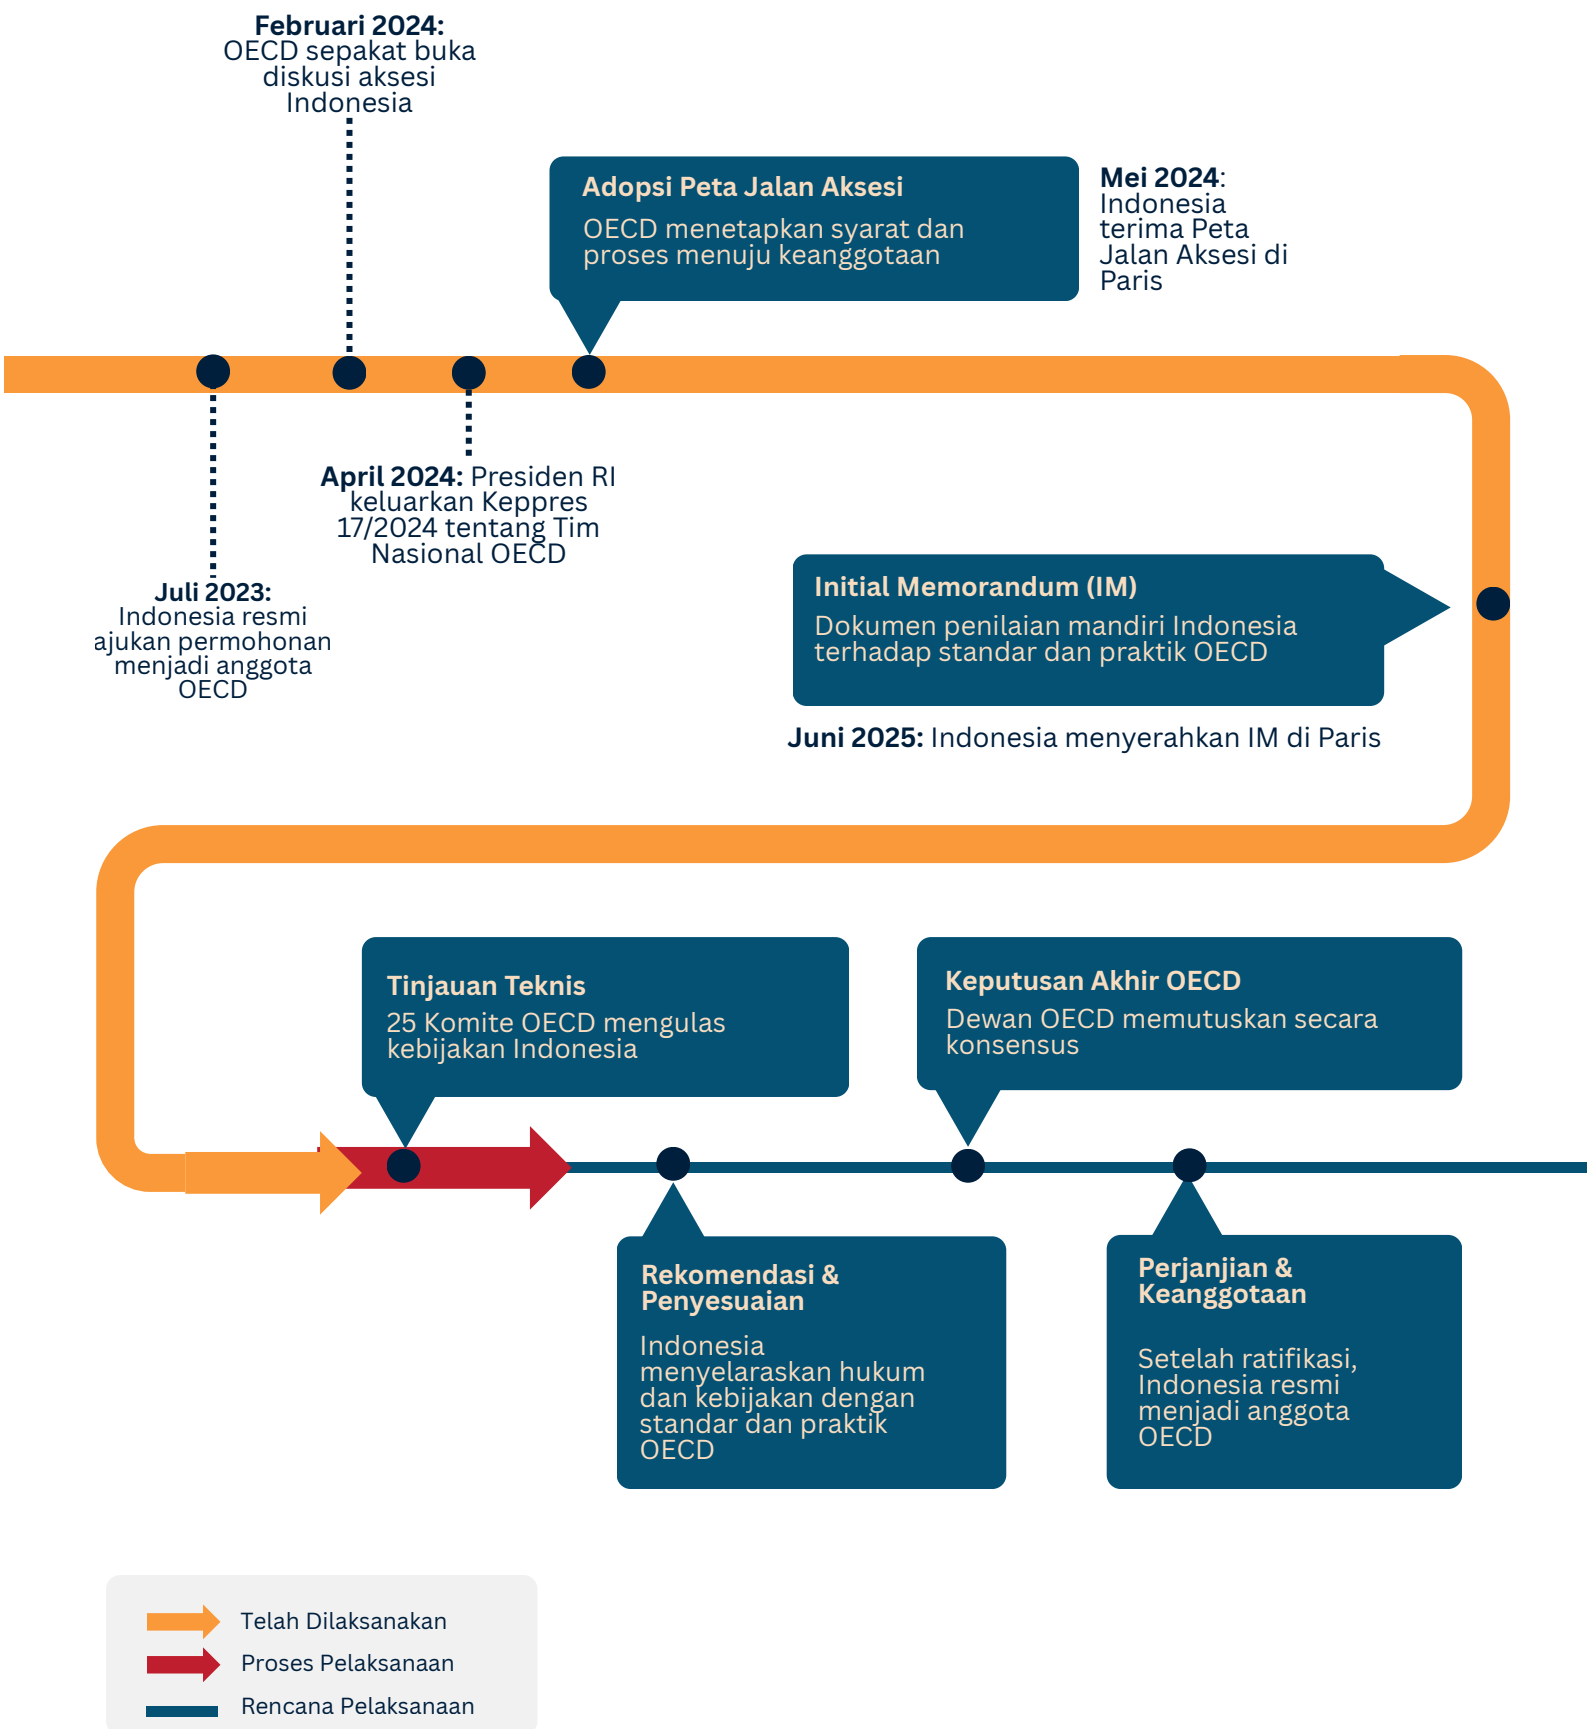 Februari 2024:
OECD sepakat buka
diskusi aksesi
Indonesia
Adopsi Peta Jalan Aksesi
OECD menetapkan syarat dan
proses menuju keanggotaan
Mei 2024:
Indonesia
terima Peta
Jalan Aksesi di
Paris
April 2024: Presiden RI
keluarkan Keppres
17/2024 tentang Tim
Nasional OECD
Juli 2023:
Indonesia resmi
ajukan permohonan
menjadi anggota
OECD
Initial Memorandum (IM)
Dokumen penilaian mandiri Indonesia
terhadap standar dan praktik OECD
Juni 2025: Indonesia menyerahkan IM di Paris
Tinjauan Teknis
25 Komite OECD mengulas
kebijakan Indonesia
Keputusan Akhir OECD
Dewan OECD memutuskan secara
konsensus
Rekomendasi &
Penyesuaian
Indonesia
menyelaraskan hukum
dan kebijakan dengan
standar dan praktik
OECD
Perjanjian &
Keanggotaan
Setelah ratifikasi,
Indonesia resmi
menjadi anggota
OECD
Telah Dilaksanakan
Proses Pelaksanaan
Rencana Pelaksanaan